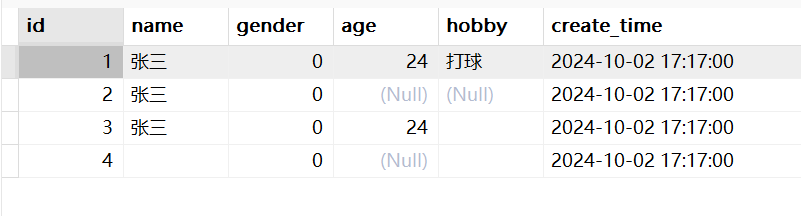 id name gender age hobby create_time
1 张三 0 24 打球 2024-10-02 17:17:00
2 张三 0 (Null) (Null) 2024-10-02 17:17:00
3 张三 0 24 2024-10-02 17:17:00
4 0 (Null) 2024-10-02 17:17:00